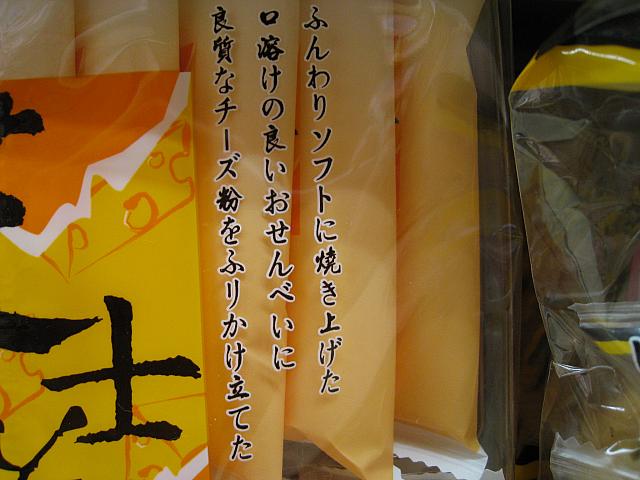 ふんわりソフトに焼き上げた
口溶けの良いおせんべいに
良質なチーズ粉をふりかけ立てた